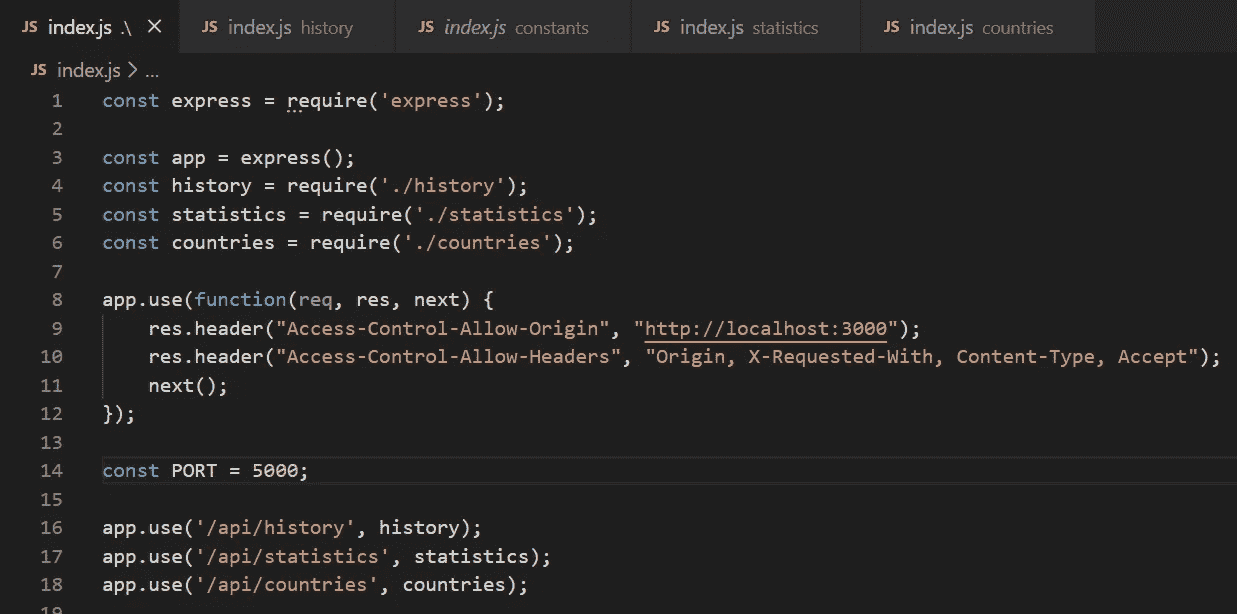 JS index.js .\ ✕ JS index.js history JS index.js constants JS index.js statistics JS index.js countries
JS index.js > ...
1 const express = require('express');
2
3 const app = express();
4 const history = require('./history');
5 const statistics = require('./statistics');
6 const countries = require('./countries');
7
8 app.use(function(req, res, next) {
9     res.header("Access-Control-Allow-Origin", "http://localhost:3000");
10     res.header("Access-Control-Allow-Headers", "Origin, X-Requested-With, Content-Type, Accept");
11     next();
12 });
13
14 const PORT = 5000;
15
16 app.use('/api/history', history);
17 app.use('/api/statistics', statistics);
18 app.use('/api/countries', countries);
19